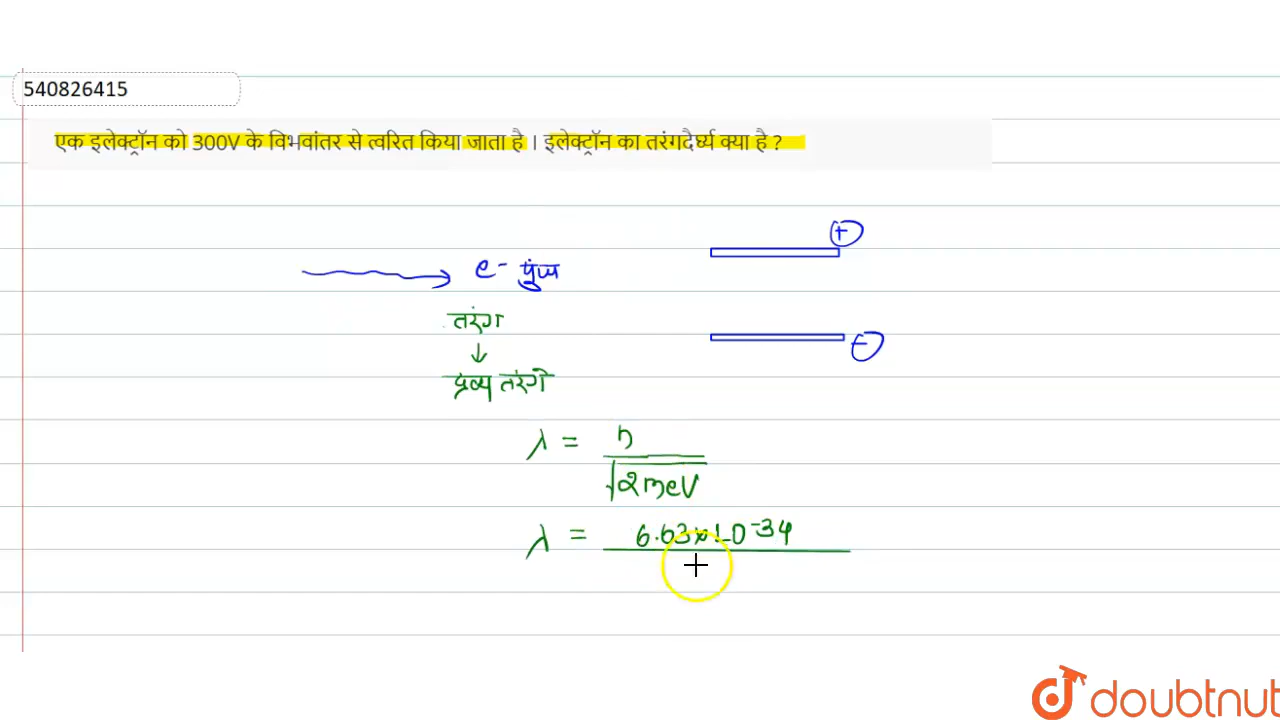 540826415
एक इलेक्ट्रॉन को 300V के विभवांतर से त्वरित किया जाता है । इलेक्ट्रॉन का तरंगदैर्घ्य क्या है ?
+
e- पुंज
तरंग
↓
−
द्रव्य तरंगे
λ = h / √2meV
λ = 6.63×10-34
doubtnut